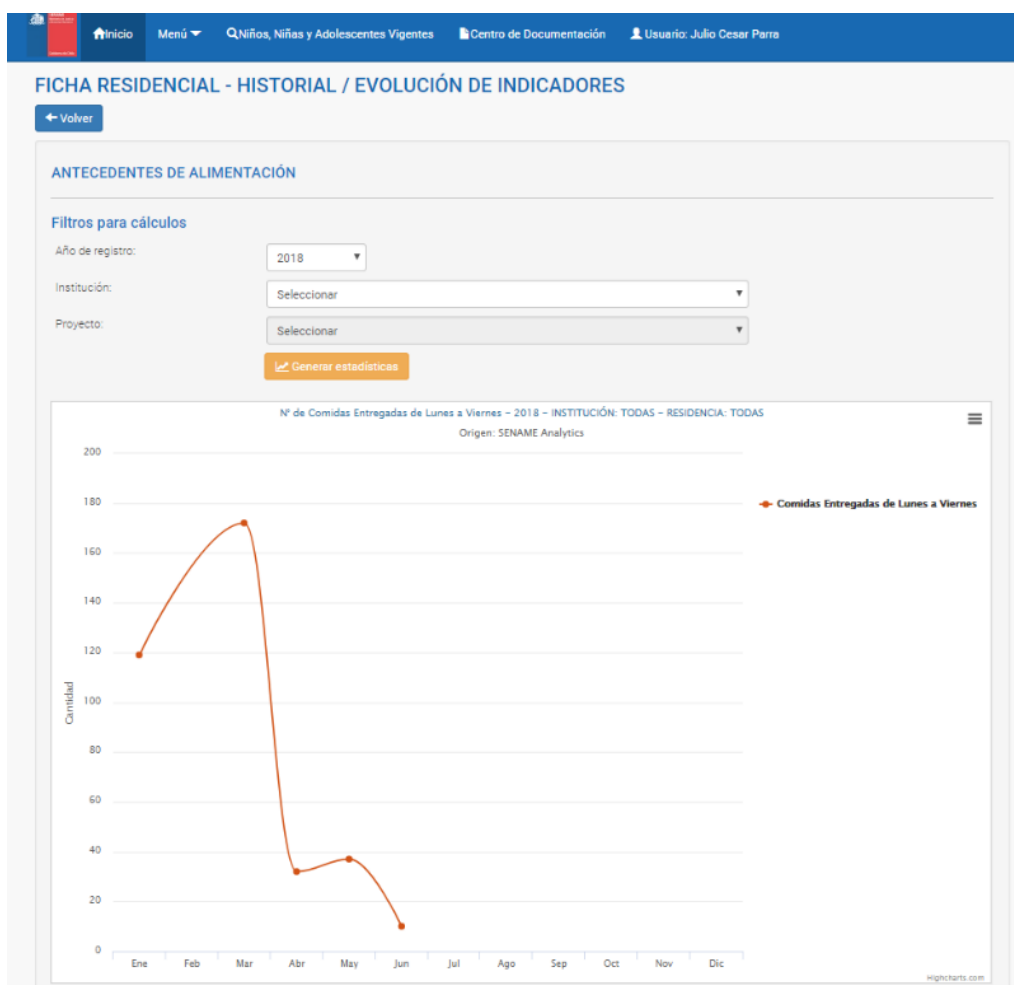 Inicio Menú Niños, Niñas y Adolescentes Vigentes Centro de Documentación Usuario: Julio Cesar Parra
FICHA RESIDENCIAL - HISTORIAL / EVOLUCIÓN DE INDICADORES
Volver
ANTECEDENTES DE ALIMENTACIÓN
Filtros para cálculos
Año de registro: 2018
Institución: Seleccionar
Proyecto: Seleccionar
Generar estadísticas
Nº de Comidas Entregadas de Lunes a Viernes - 2018 - INSTITUCIÓN: TODAS - RESIDENCIA: TODAS
Origen: SENAME Analytics
200
180
Comidas Entregadas de Lunes a Viernes
160
140
120
Cantidad
100
80
60
40
20
0
Ene Feb Mar Abr May Jun Jul Ago Sep Oct Nov Dic
Highcharts.com